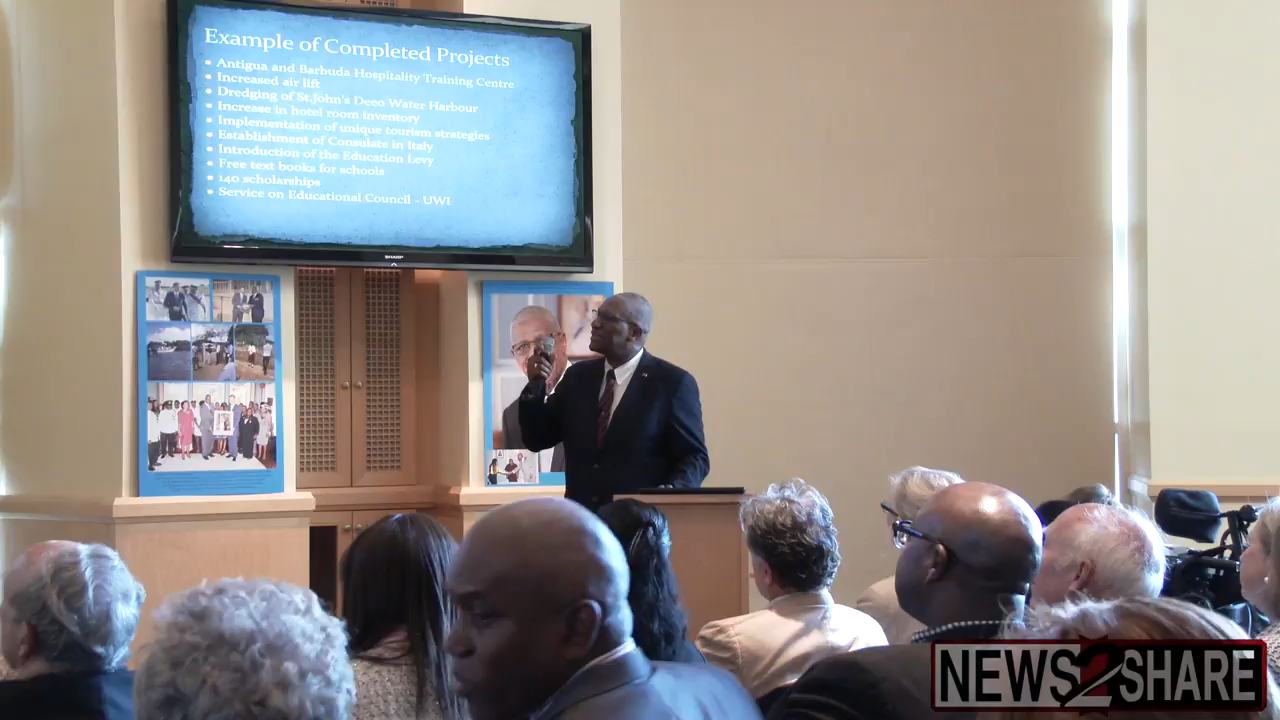 Example of Completed Projects
• Antigua and Barbuda Hospitality Training Centre
• Increased air lift
• Dredging of St.John's Deeo Water Harbour
• Increase in hotel room inventory
• Implementation of unique tourism strategies
• Establishment of Consulate in Italy
• Introduction of the Education Levy
• Free text books for schools
• 140 scholarships
• Service on Educational Council - UWI
SHARP
NEWS2SHARE